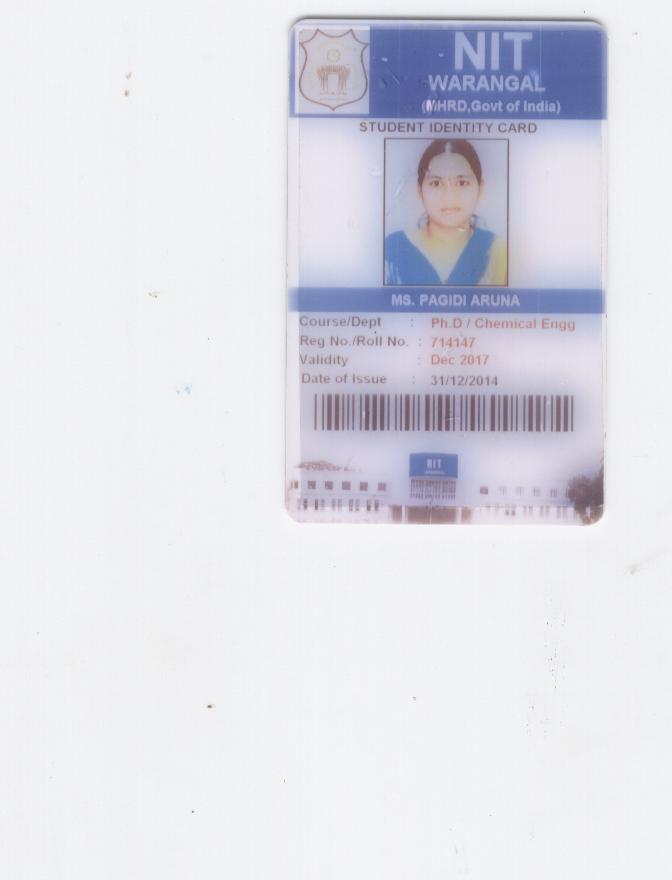 NIT
WARANGAL
(MHRD,Govt of India)
STUDENT IDENTITY CARD
MS. PAGIDI ARUNA
Course/Dept : Ph.D / Chemical Engg
Reg No./Roll No. : 714147
Validity : Dec 2017
Date of Issue : 31/12/2014
NIT